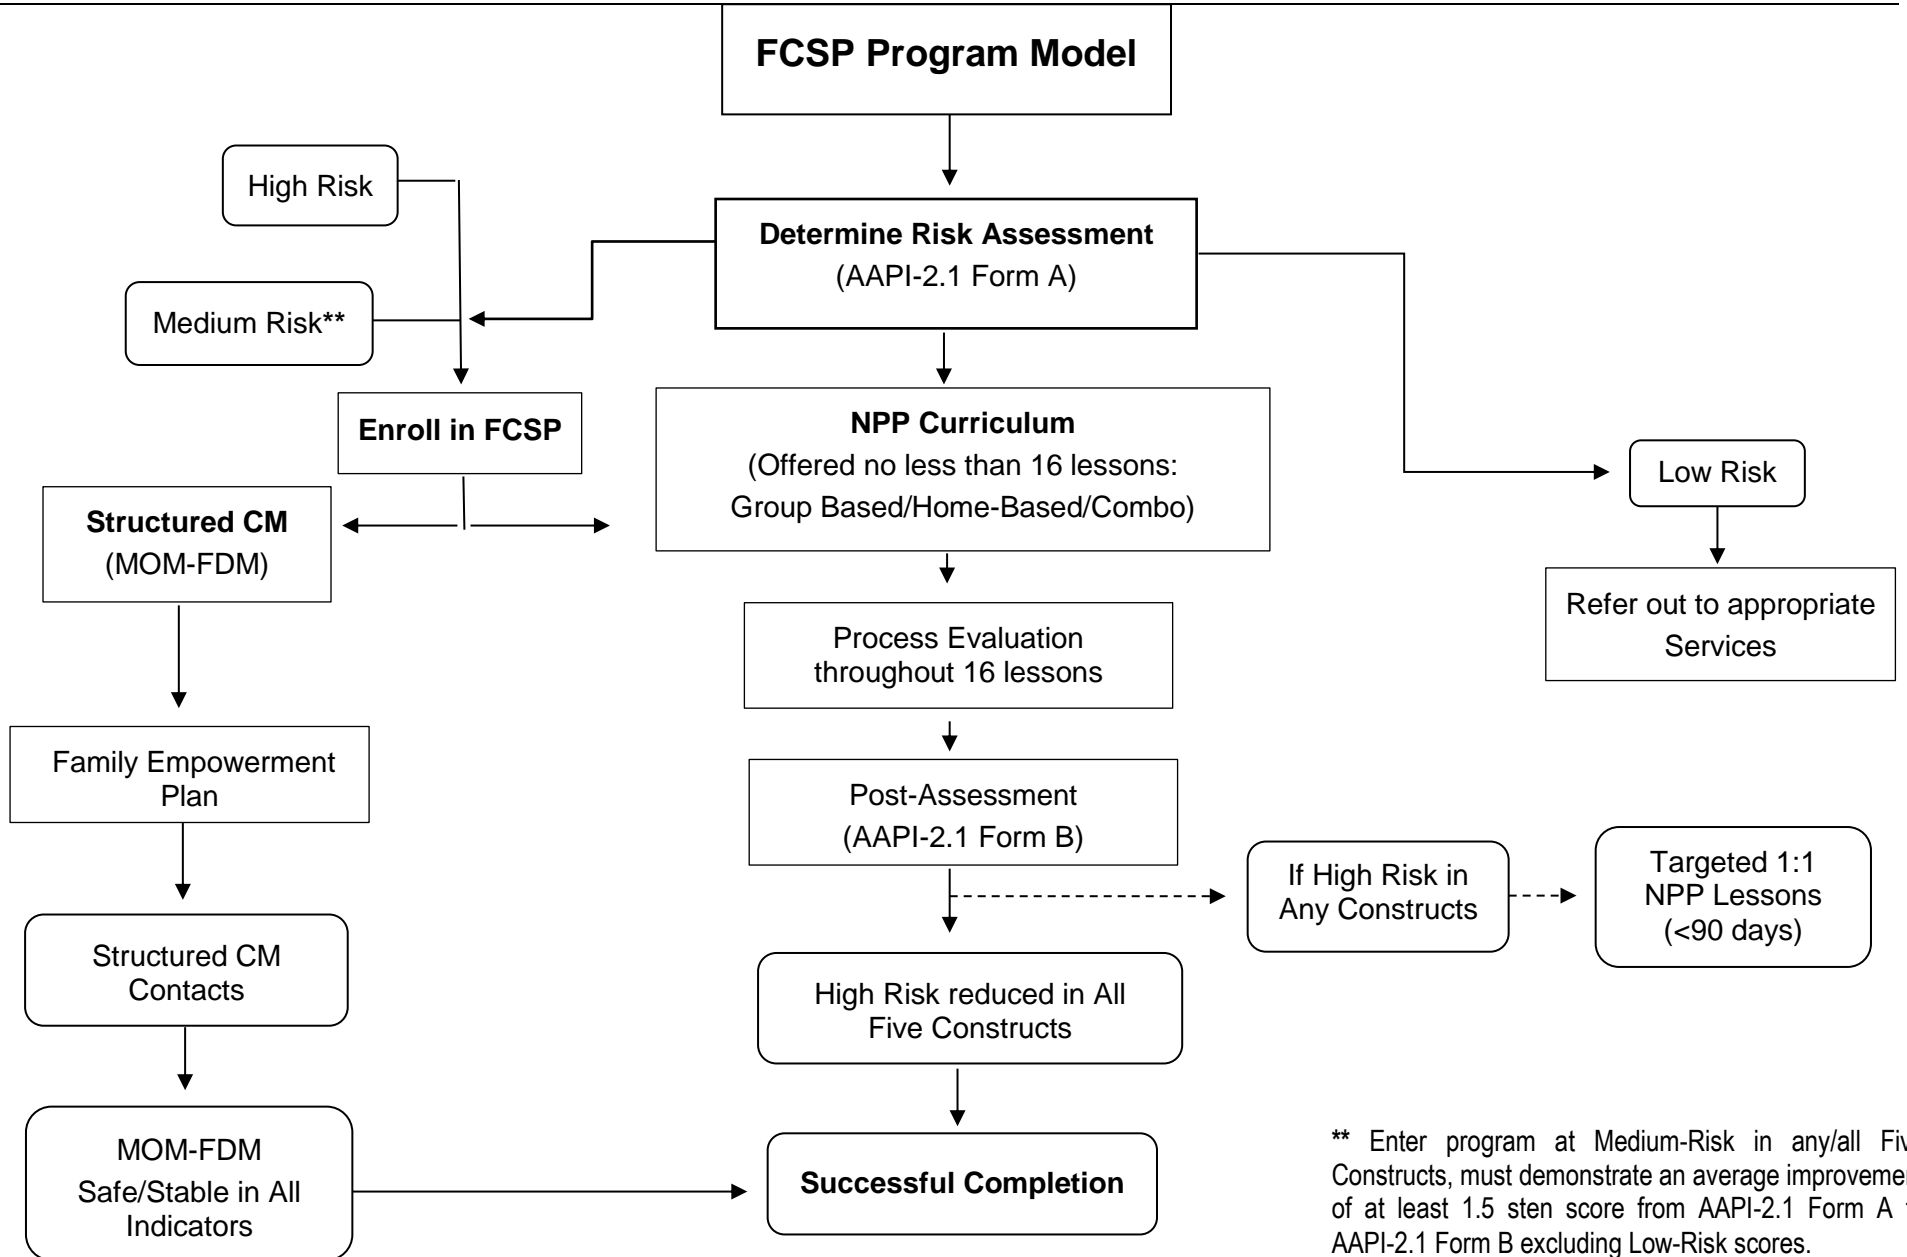 FCSP Program Model
High Risk
Determine Risk Assessment
(AAPI-2.1 Form A)
Medium Risk**
Enroll in FCSP
NPP Curriculum
(Offered no less than 16 lessons:
Group Based/Home-Based/Combo)
Low Risk
Structured CM
(MOM-FDM)
Refer out to appropriate
Services
Process Evaluation
throughout 16 lessons
Family Empowerment
Plan
Post-Assessment
(AAPI-2.1 Form B)
If High Risk in
Any Constructs
Targeted 1:1
NPP Lessons
(<90 days)
Structured CM
Contacts
High Risk reduced in All
Five Constructs
MOM-FDM
Safe/Stable in All
Indicators
Successful Completion
** Enter program at Medium-Risk in any/all
Constructs, must demonstrate an average
of at least 1.5 sten score from AAPI-2.1 Form A
AAPI-2.1 Form B excluding Low-Risk scores.